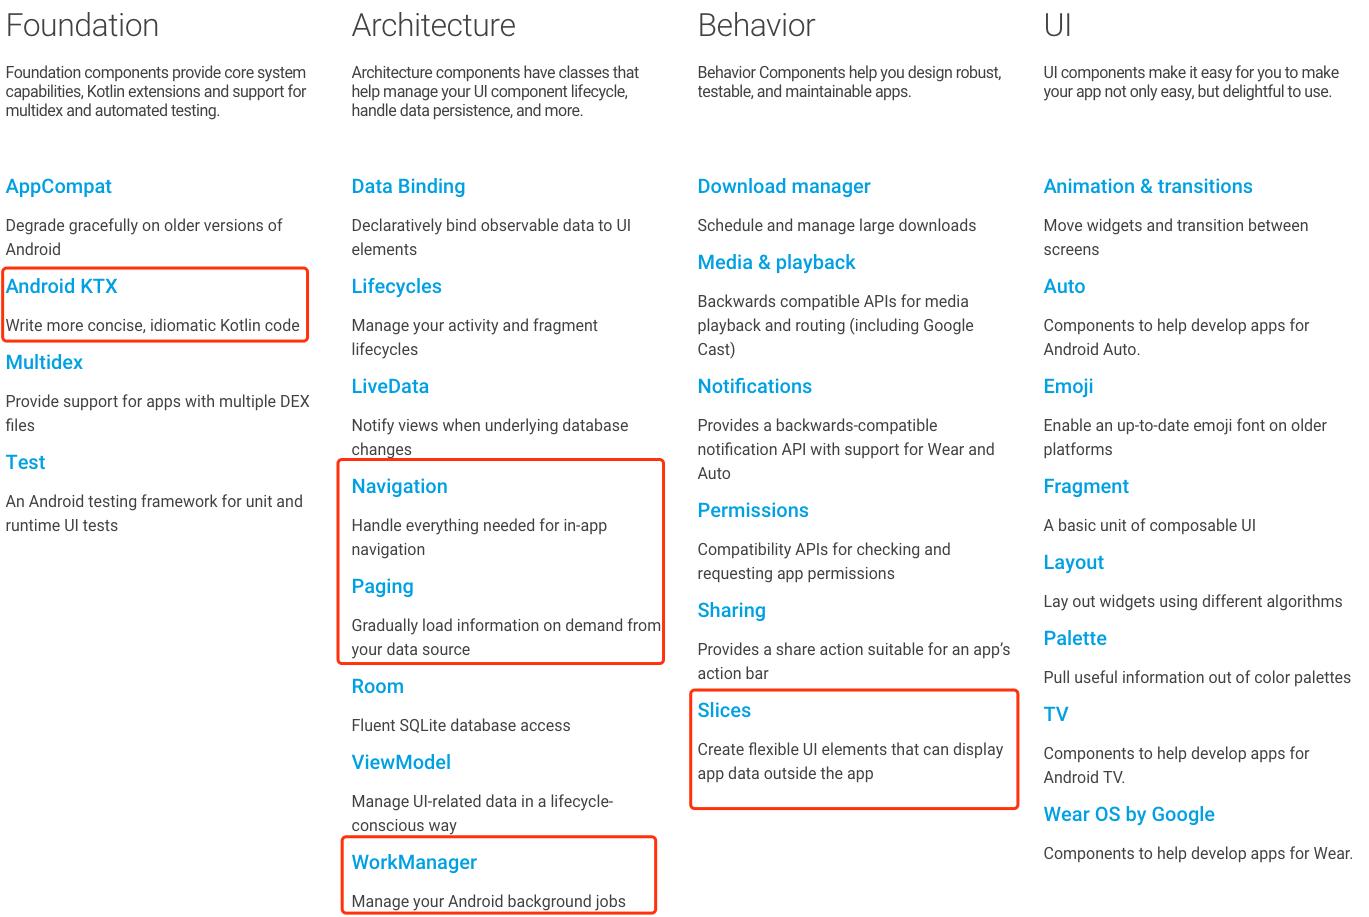 Foundation
Foundation components provide core system
capabilities, Kotlin extensions and support for
multidex and automated testing.
AppCompat
Degrade gracefully on older versions of
Android
Android KTX
Write more concise, idiomatic Kotlin code
Multidex
Provide support for apps with multiple DEX
files
Test
An Android testing framework for unit and
runtime UI tests
Architecture
Architecture components have classes that
help manage your UI component lifecycle,
handle data persistence, and more.
Data Binding
Declaratively bind observable data to UI
elements
Lifecycles
Manage your activity and fragment
lifecycles
LiveData
Notify views when underlying database
changes
Navigation
Handle everything needed for in-app
navigation
Paging
Gradually load information on demand from
your data source
Room
Fluent SQLite database access
ViewModel
Manage UI-related data in a lifecycle-
conscious way
WorkManager
Manage your Android background jobs
Behavior
Behavior Components help you design robust,
testable, and maintainable apps.
Download manager
Schedule and manage large downloads
Media & playback
Backwards compatible APIs for media
playback and routing (including Google
Cast)
Notifications
Provides a backwards-compatible
notification API with support for Wear and
Auto
Permissions
Compatibility APIs for checking and
requesting app permissions
Sharing
Provides a share action suitable for an app’s
action bar
Slices
Create flexible UI elements that can display
app data outside the app
UI
UI components make it easy for you to make
your app not only easy, but delightful to use.
Animation & transitions
Move widgets and transition between
screens
Auto
Components to help develop apps for
Android Auto.
Emoji
Enable an up-to-date emoji font on older
platforms
Fragment
A basic unit of composable UI
Layout
Lay out widgets using different algorithms
Palette
Pull useful information out of color palettes
TV
Components to help develop apps for
Android TV.
Wear OS by Google
Components to help develop apps for Wear.